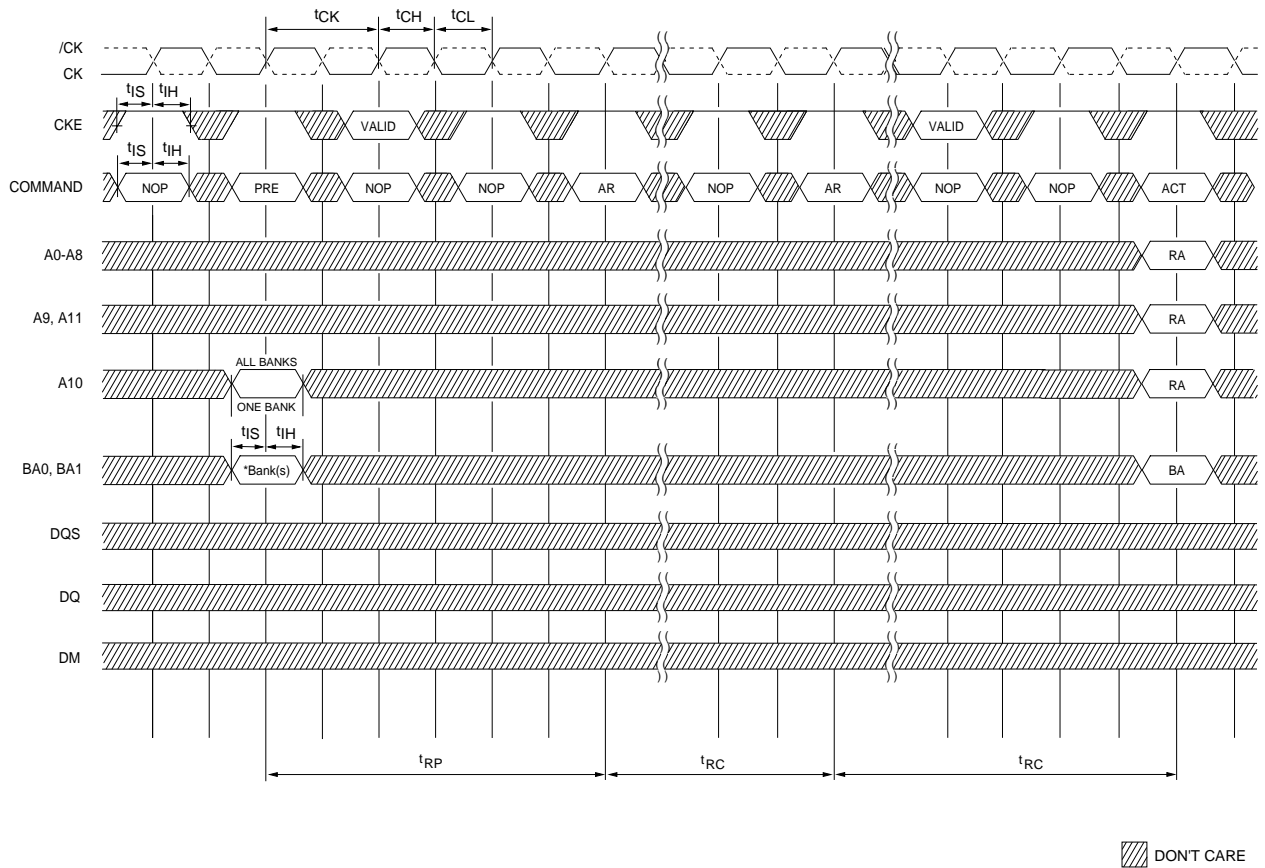 tCK tCH tCL
/CK
CK
tIS tIH
CKE VALID VALID
tIS tIH
COMMAND NOP PRE NOP NOP AR NOP AR NOP NOP ACT
A0-A8 RA
A9, A11 RA
ALL BANKS
A10 RA
ONE BANK
tIS tIH
BA0, BA1 *Bank(s) BA
DQS
DQ
DM
tRP tRC tRC
DON'T CARE